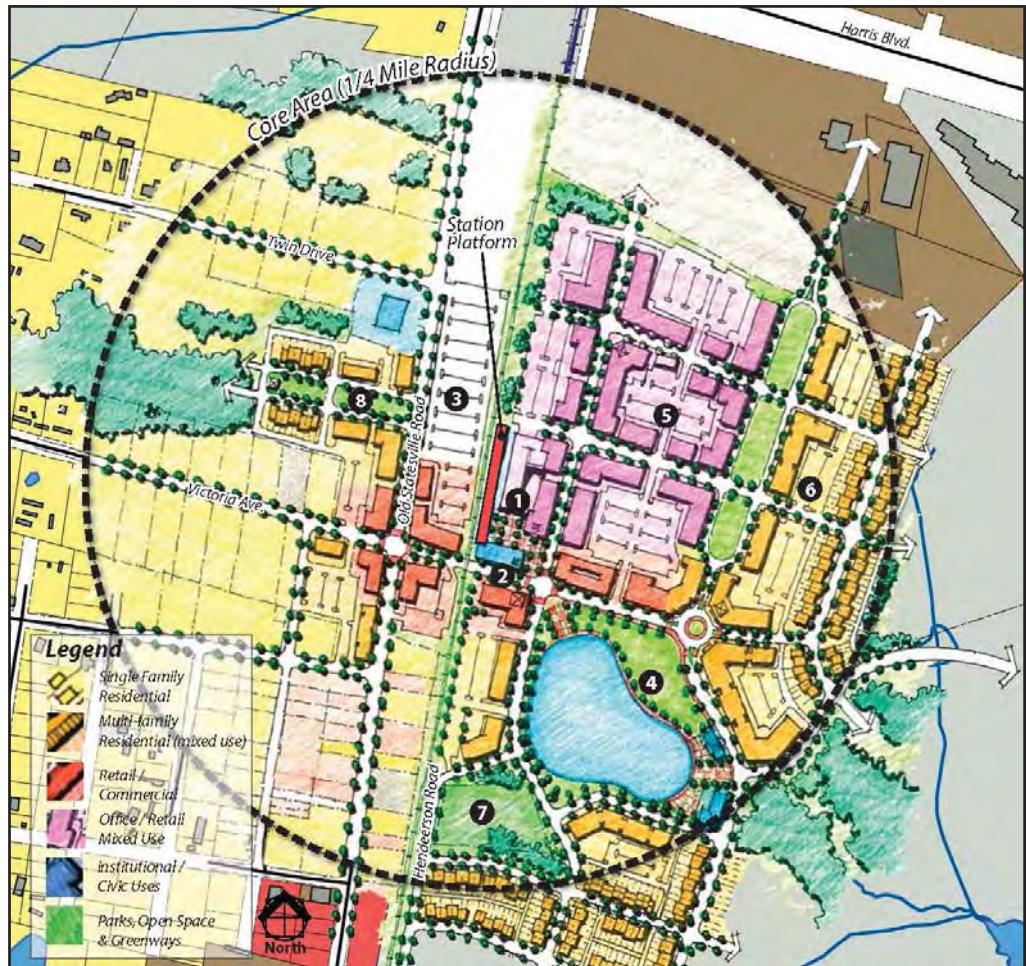 Harris Blvd.
Core Area (1/4 Mile Radius)
Station
Platform
Twin Drive
3
8
5
Old Statesville Road
6
1
Victoria Ave.
2
4
7
Hendeerson Road
Legend
Single Family
Residential
Multi-family
Residential (mixed use)
Retail /
Commercial
Office / Retail
Mixed Use
Institutional /
Civic Uses
Parks, Open Space
& Greenways
North